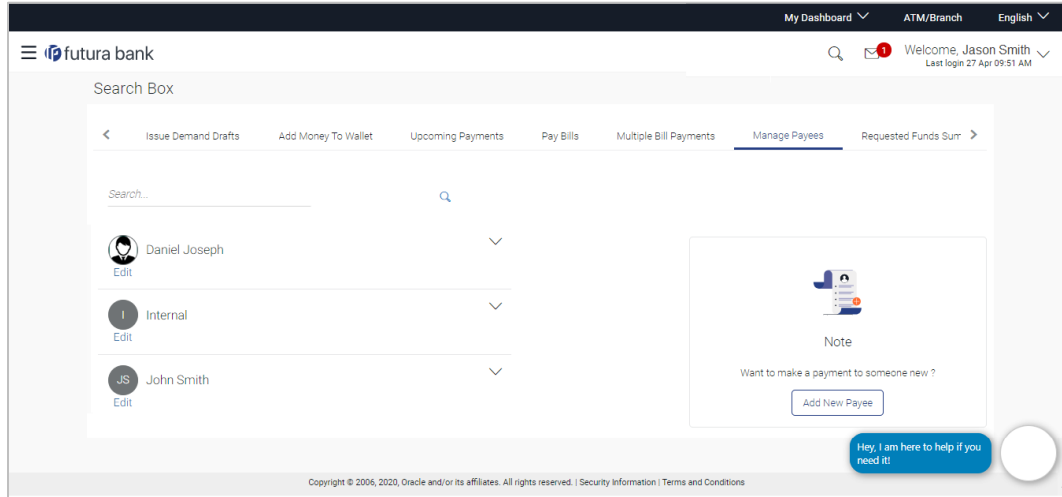 My Dashboard ATM/Branch English
futura bank
1
Welcome, Jason Smith
Last login 27 Apr 09:51 AM
Search Box
Issue Demand Drafts Add Money To Wallet Upcoming Payments Pay Bills Multiple Bill Payments Manage Payees Requested Funds Sum
Search...
Daniel Joseph
Edit
I Internal
Edit
JS John Smith
Edit
Note
Want to make a payment to someone new ?
Add New Payee
Hey, I am here to help if you
need it!
Copyright © 2006, 2020, Oracle and/or its affiliates. All rights reserved. | Security Information | Terms and Conditions